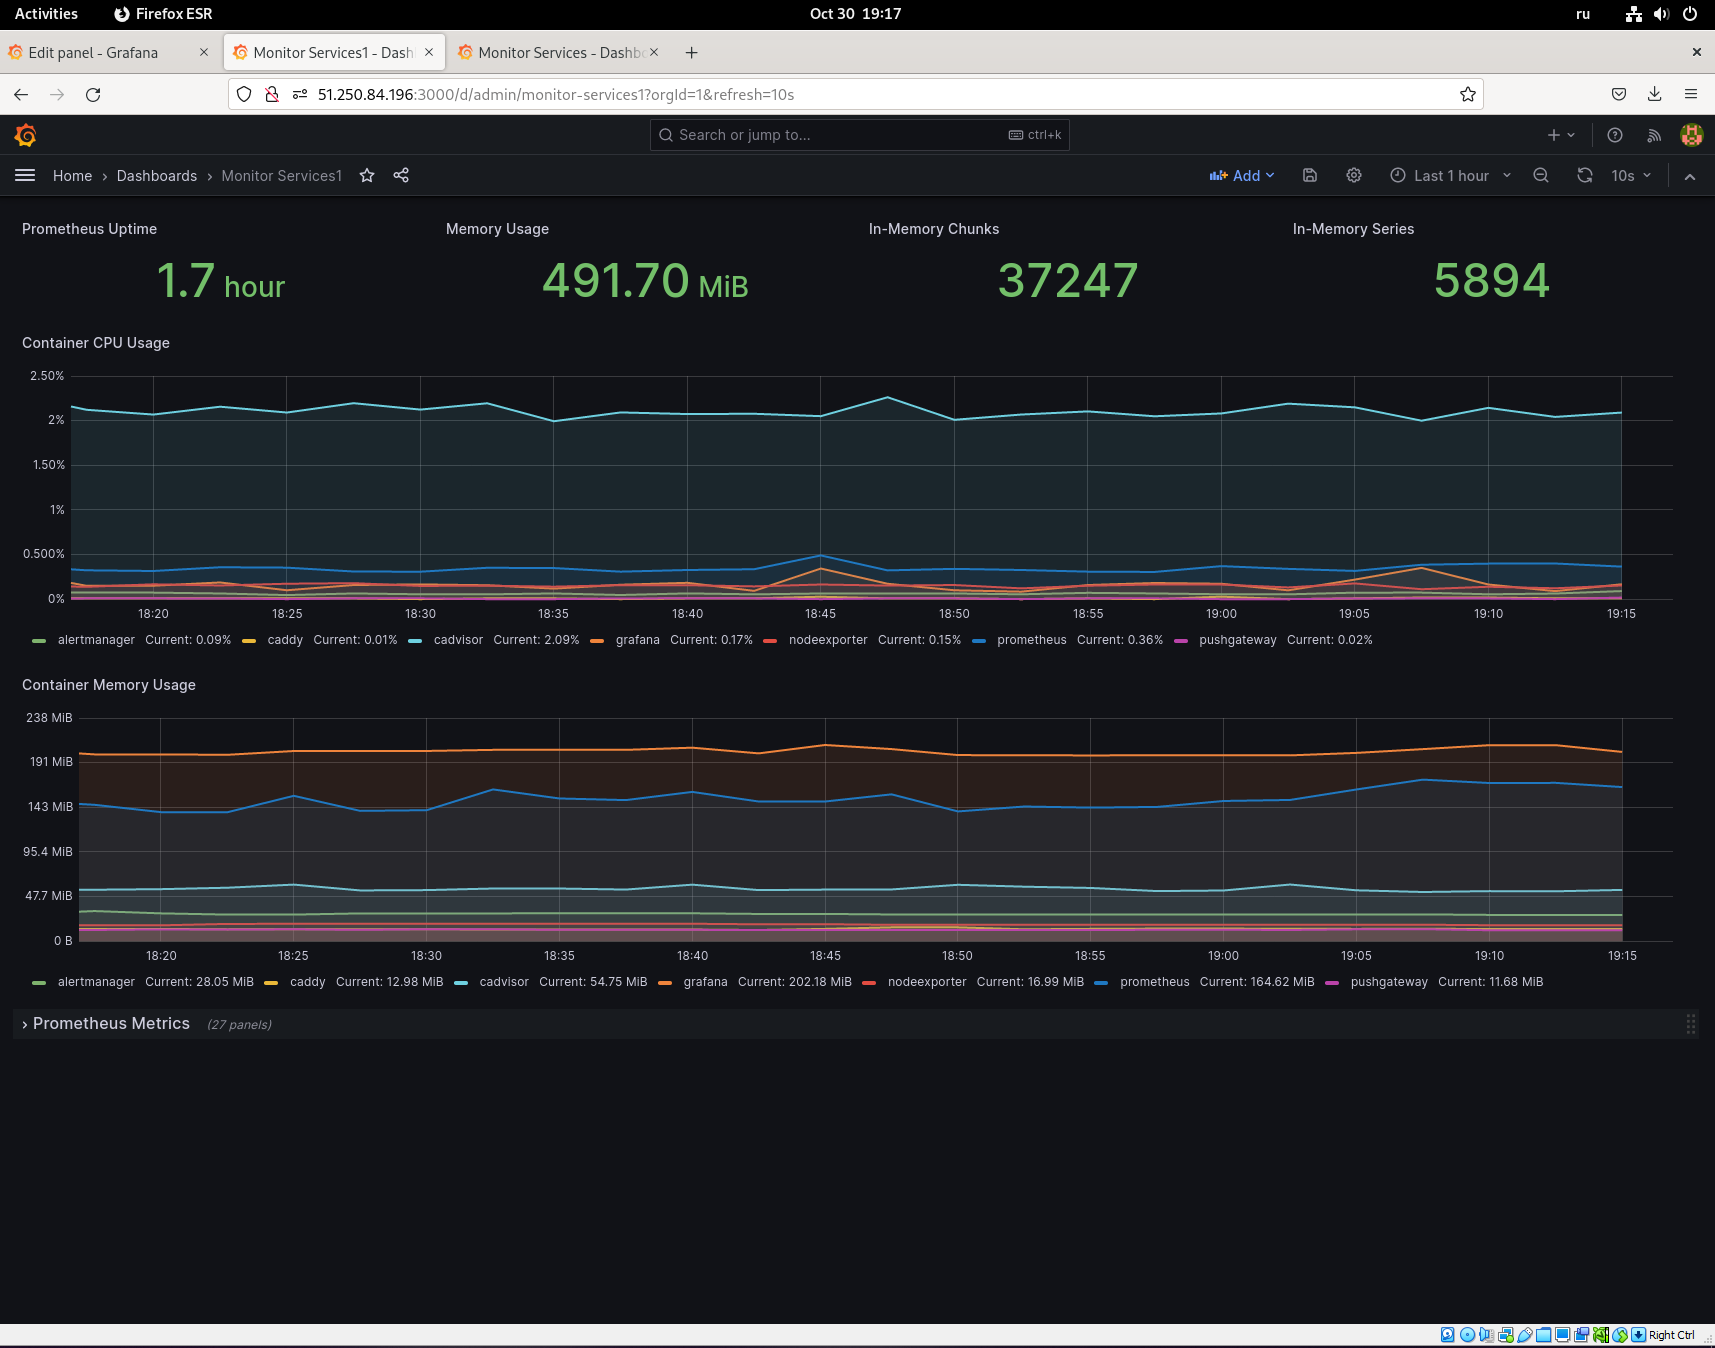 Activities Firefox ESR Oct 30 19:17 ru
Edit panel - Grafana Monitor Services1 - Dash Monitor Services - Dashb
51.250.84.196:3000/d/admin/monitor-services1?orgId=1&refresh=10s
Search or jump to... ctrl+k
Home › Dashboards › Monitor Services1 Add Last 1 hour 10s
Prometheus Uptime Memory Usage In-Memory Chunks In-Memory Series
1.7 hour 491.70 MiB 37247 5894
Container CPU Usage
2.50%
2%
1.50%
1%
0.500%
0%
18:20 18:25 18:30 18:35 18:40 18:45 18:50 18:55 19:00 19:05 19:10 19:15
alertmanager Current: 0.09% caddy Current: 0.01% cadvisor Current: 2.09% grafana Current: 0.17% nodeexporter Current: 0.15% prometheus Current: 0.36% pushgateway Current: 0.02%
Container Memory Usage
238 MiB
191 MiB
143 MiB
95.4 MiB
47.7 MiB
0 B
18:20 18:25 18:30 18:35 18:40 18:45 18:50 18:55 19:00 19:05 19:10 19:15
alertmanager Current: 28.05 MiB caddy Current: 12.98 MiB cadvisor Current: 54.75 MiB grafana Current: 202.18 MiB nodeexporter Current: 16.99 MiB prometheus Current: 164.62 MiB pushgateway Current: 11.68 MiB
› Prometheus Metrics (27 panels)
Right Ctrl